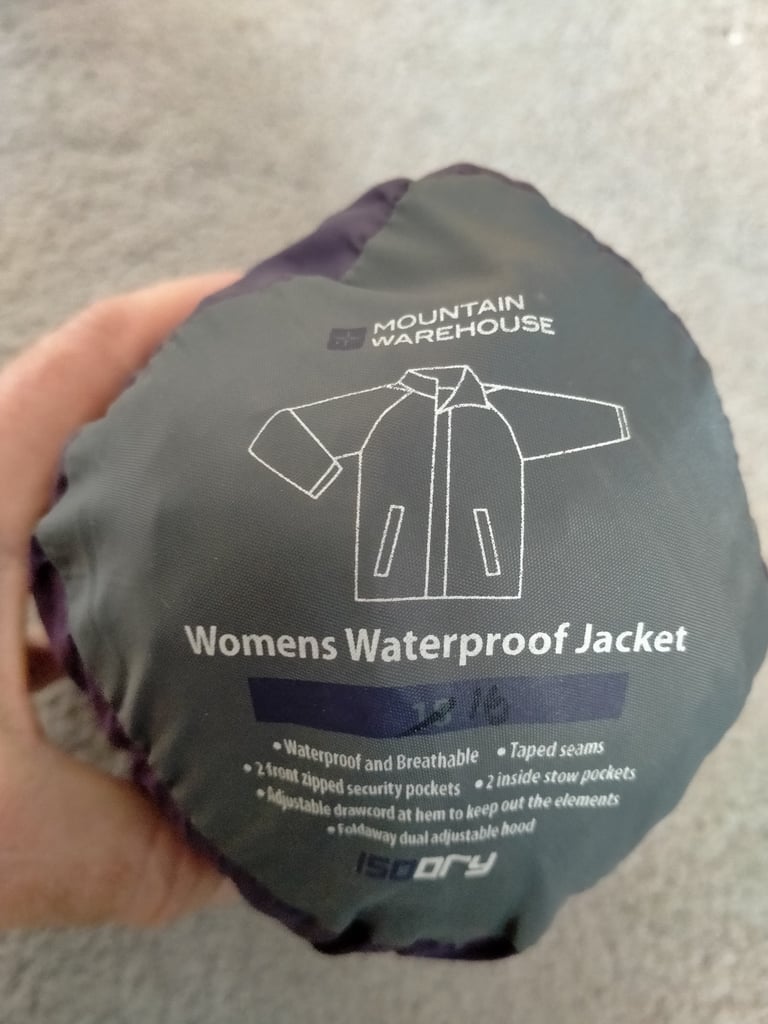 MOUNTAIN
WAREHOUSE
Womens Waterproof Jacket
16
• Waterproof and Breathable • Taped seams
• 2 front zipped security pockets • 2 inside stow pockets
• Adjustable drawcord at hem to keep out the elements
• Foldaway dual adjustable hood
ISODRY